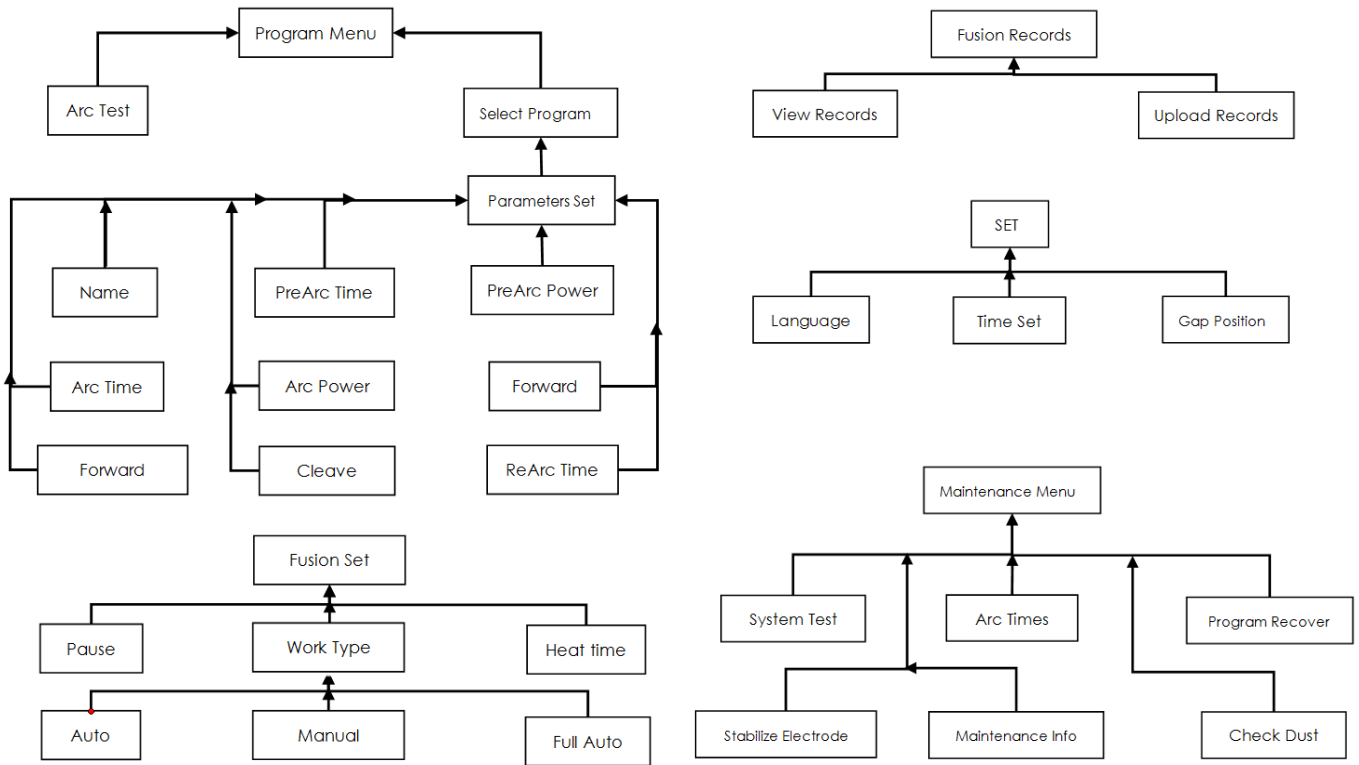 Program Menu
Arc Test
Select Program
Parameters Set
Name
PreArc Time
PreArc Power
Arc Time
Arc Power
Forward
Forward
Cleave
ReArc Time
Fusion Set
Pause
Work Type
Heat time
Auto
Manual
Full Auto
Fusion Records
View Records
Upload Records
SET
Language
Time Set
Gap Position
Maintenance Menu
System Test
Arc Times
Program Recover
Stabilize Electrode
Maintenance Info
Check Dust